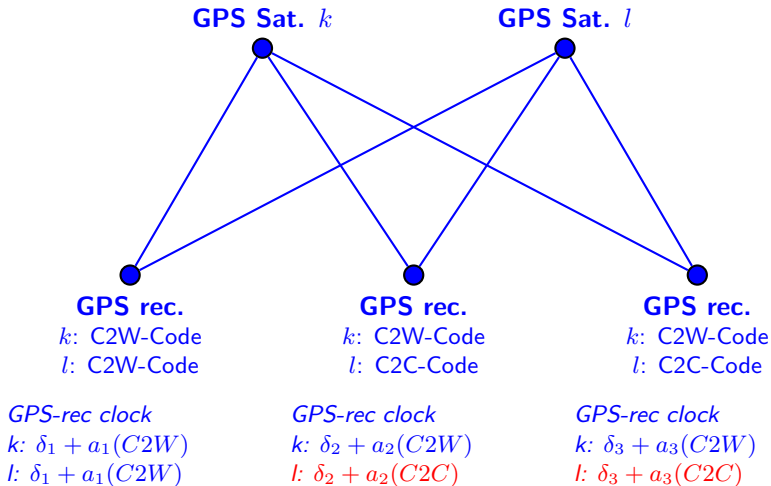 GPS Sat. k GPS Sat. l
GPS rec. GPS rec. GPS rec.
k: C2W-Code k: C2W-Code k: C2W-Code
l: C2W-Code l: C2C-Code l: C2C-Code
GPS-rec clock GPS-rec clock GPS-rec clock
k: δ₁ + a₁(C2W) k: δ₂ + a₂(C2W) k: δ₃ + a₃(C2W)
l: δ₁ + a₁(C2W) l: δ₂ + a₂(C2C) l: δ₃ + a₃(C2C)